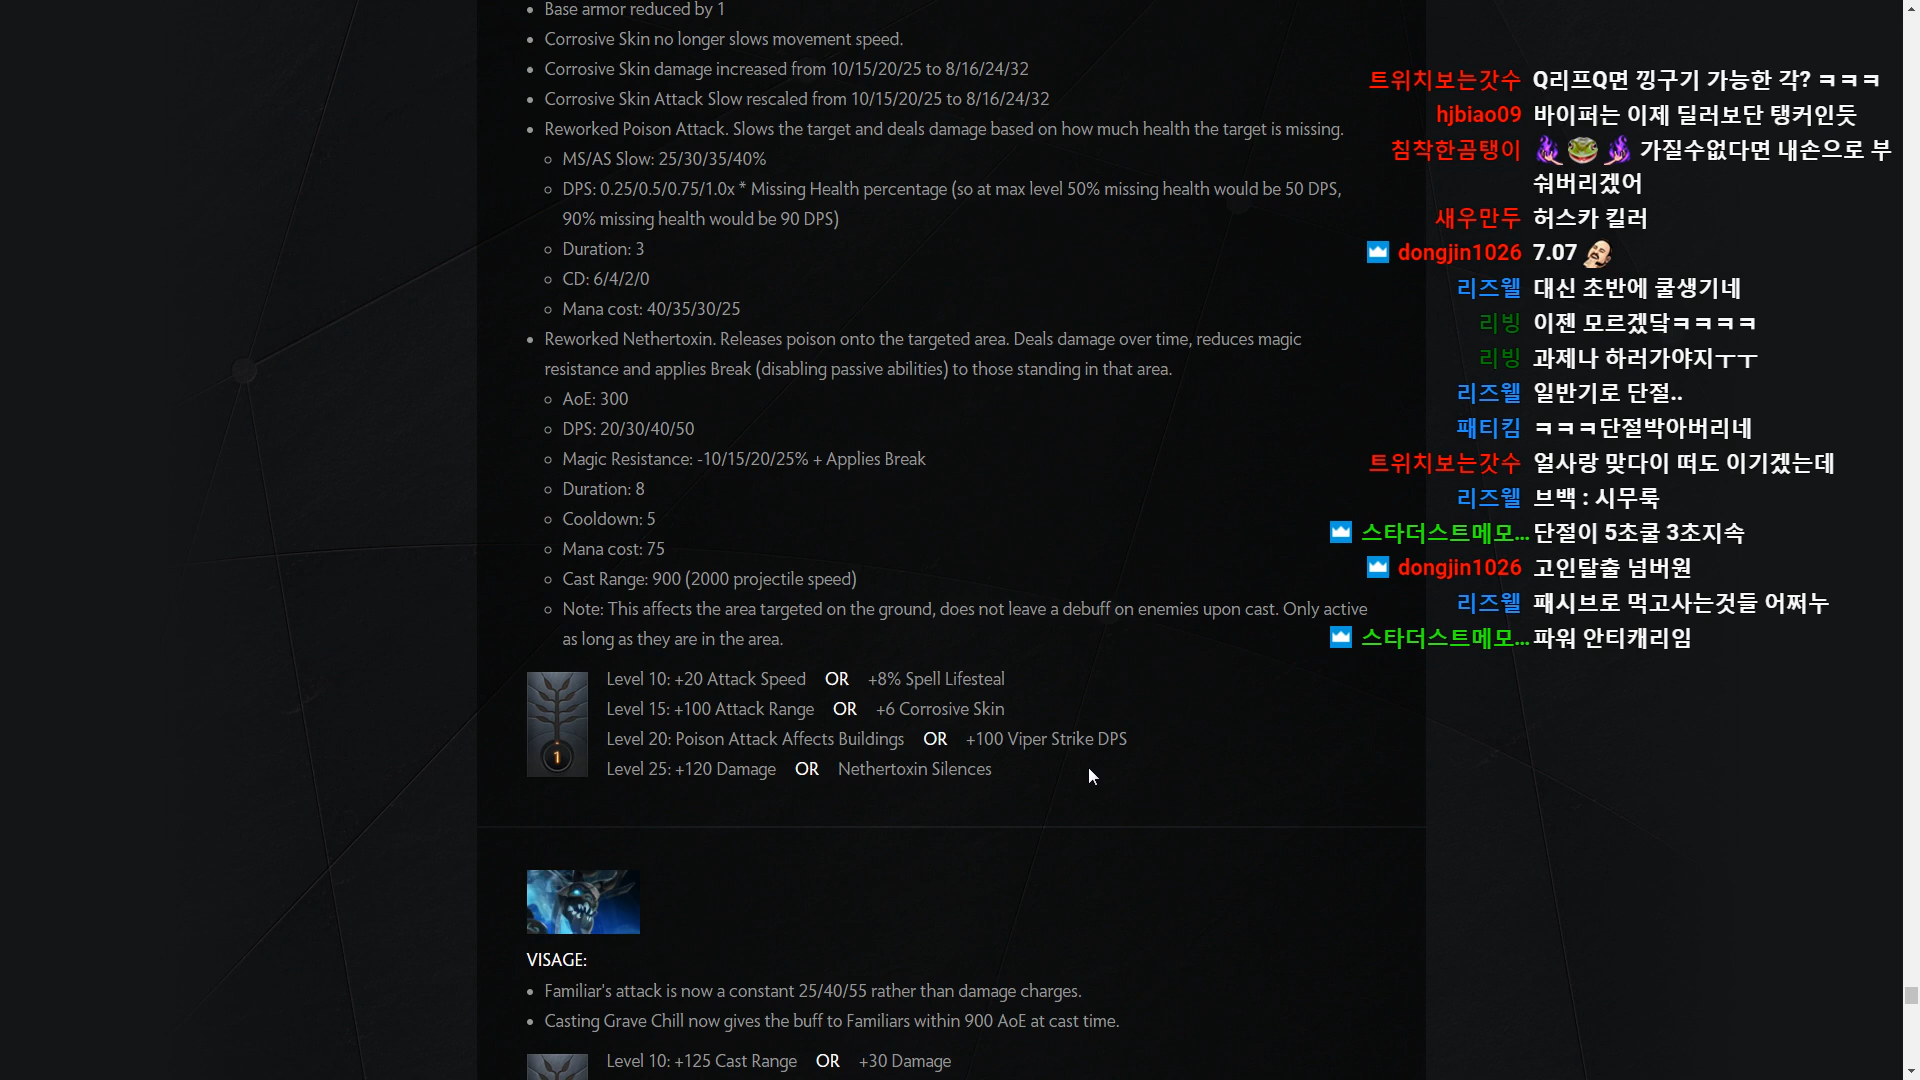 Base armor reduced by 1
Corrosive Skin no longer slows movement speed.
Corrosive Skin damage increased from 10/15/20/25 to 8/16/24/32
Corrosive Skin Attack Slow rescaled from 10/15/20/25 to 8/16/24/32
Reworked Poison Attack. Slows the target and deals damage based on how much health the target is missing.
MS/AS Slow: 25/30/35/40%
DPS: 0.25/0.5/0.75/1.0x * Missing Health percentage (so at max level 50% missing health would be 50 DPS,
90% missing health would be 90 DPS)
Duration: 3
CD: 6/4/2/0
Mana cost: 40/35/30/25
Reworked Nethertoxin. Releases poison onto the targeted area. Deals damage over time, reduces magic
resistance and applies Break (disabling passive abilities) to those standing in that area.
AoE: 300
DPS: 20/30/40/50
Magic Resistance: -10/15/20/25% + Applies Break
Duration: 8
Cooldown: 5
Mana cost: 75
Cast Range: 900 (2000 projectile speed)
Note: This affects the area targeted on the ground, does not leave a debuff on enemies upon cast. Only active
as long as they are in the area.
1
Level 10: +20 Attack Speed OR +8% Spell Lifesteal
Level 15: +100 Attack Range OR +6 Corrosive Skin
Level 20: Poison Attack Affects Buildings OR +100 Viper Strike DPS
Level 25: +120 Damage OR Nethertoxin Silences
VISAGE:
Familiar's attack is now a constant 25/40/55 rather than damage charges.
Casting Grave Chill now gives the buff to Familiars within 900 AoE at cast time.
Level 10: +125 Cast Range OR +30 Damage
트위치보는갓수 Q리프Q면 낑구기 가능한 각? ㅋㅋㅋ
hjbiao09 바이퍼는 이제 딜러보단 탱커인듯
침착한곰탱이 가질수없다면 내손으로 부
숴버리겠어
새우만두 허스카 킬러
dongjin1026 7.07
리즈웰 대신 초반에 쿨생기네
리빙 이젠 모르겠닼ㅋㅋㅋㅋ
리빙 과제나 하러가야지ㅜㅜ
리즈웰 일반기로 단절..
패티킴 ㅋㅋㅋ단절박아버리네
트위치보는갓수 얼사랑 맞다이 떠도 이기겠는데
리즈웰 브백 : 시무룩
스타더스트메모... 단절이 5초쿨 3초지속
dongjin1026 고인탈출 넘버원
리즈웰 패시브로 먹고사는것들 어쩌누
스타더스트메모... 파워 안티캐리임